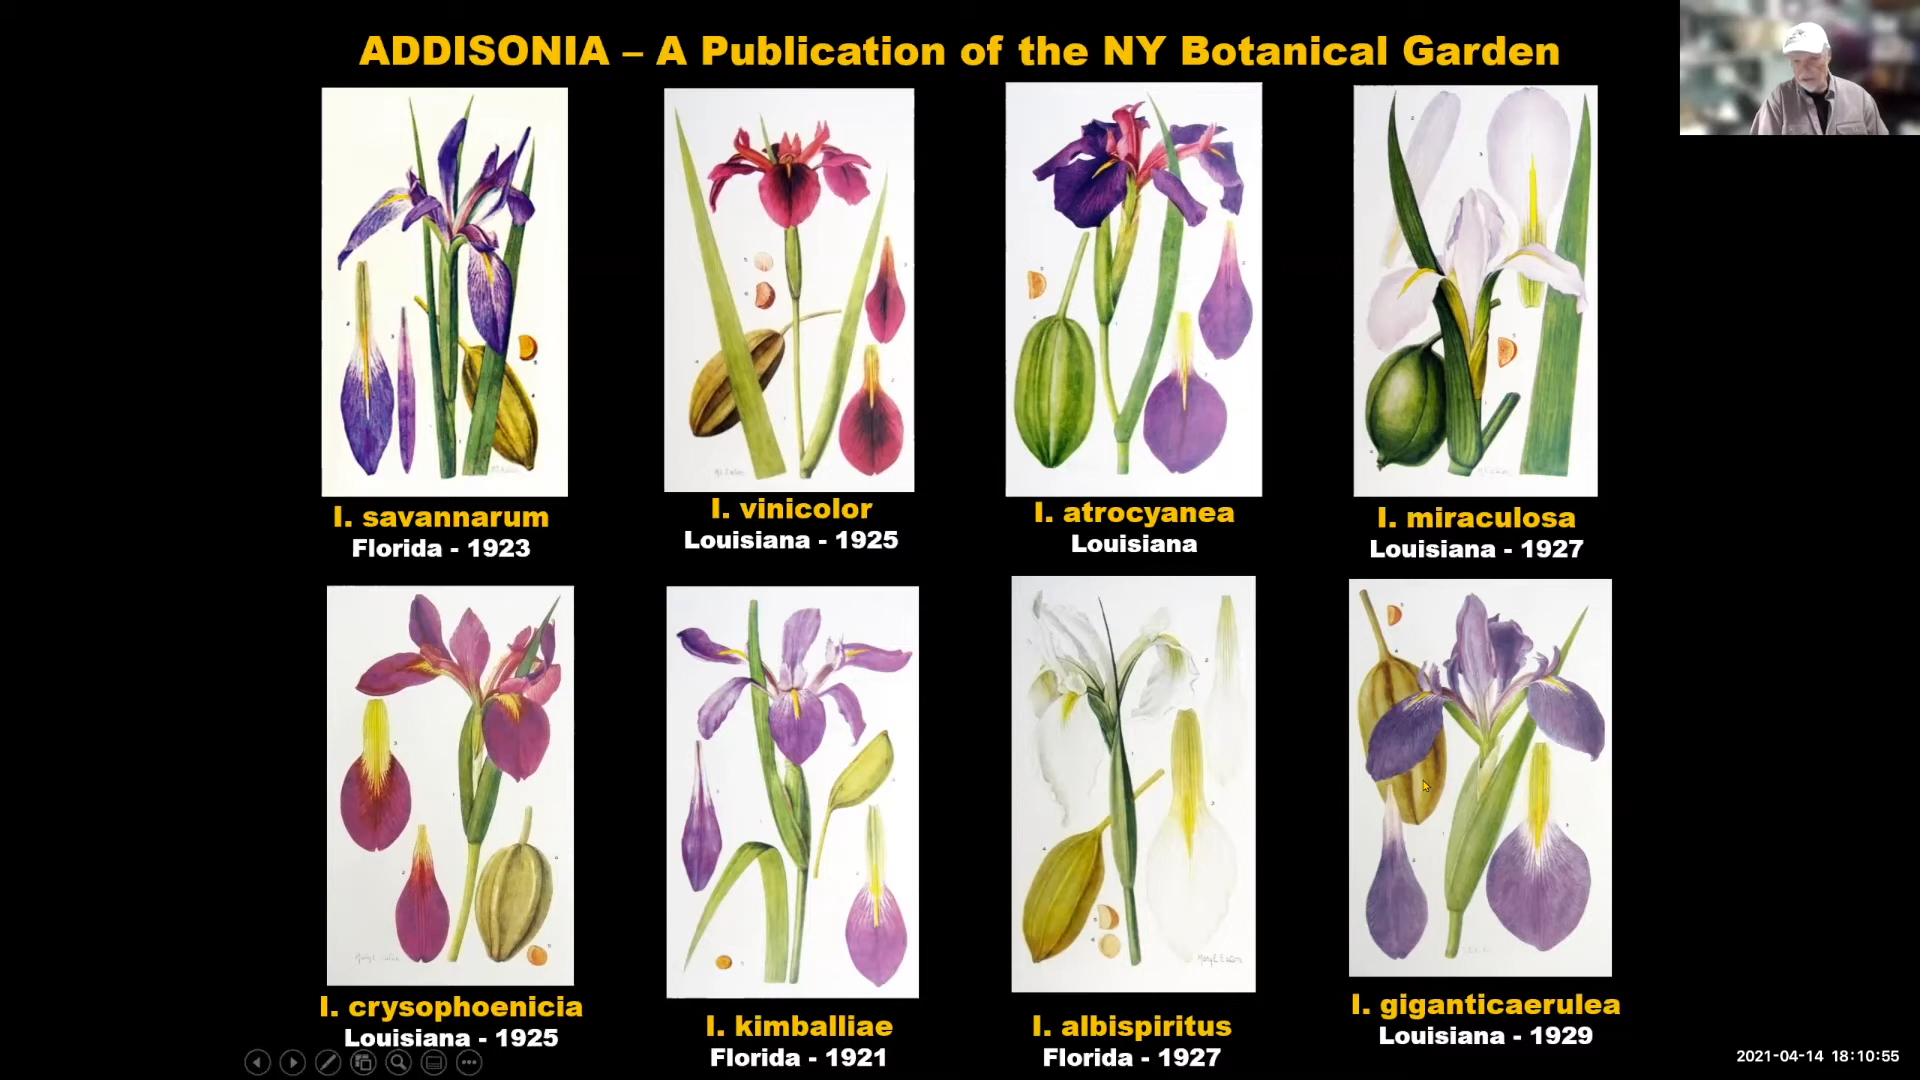 ADDISONIA – A Publication of the NY Botanical Garden
I. savannarum
Florida - 1923
I. vinicolor
Louisiana - 1925
I. atrocyanea
Louisiana
I. miraculosa
Louisiana - 1927
I. crysophoenicia
Louisiana - 1925
I. kimballiae
Florida - 1921
I. albispiritus
Florida - 1927
I. giganticaerulea
Louisiana - 1929
2021-04-14 18:10:55